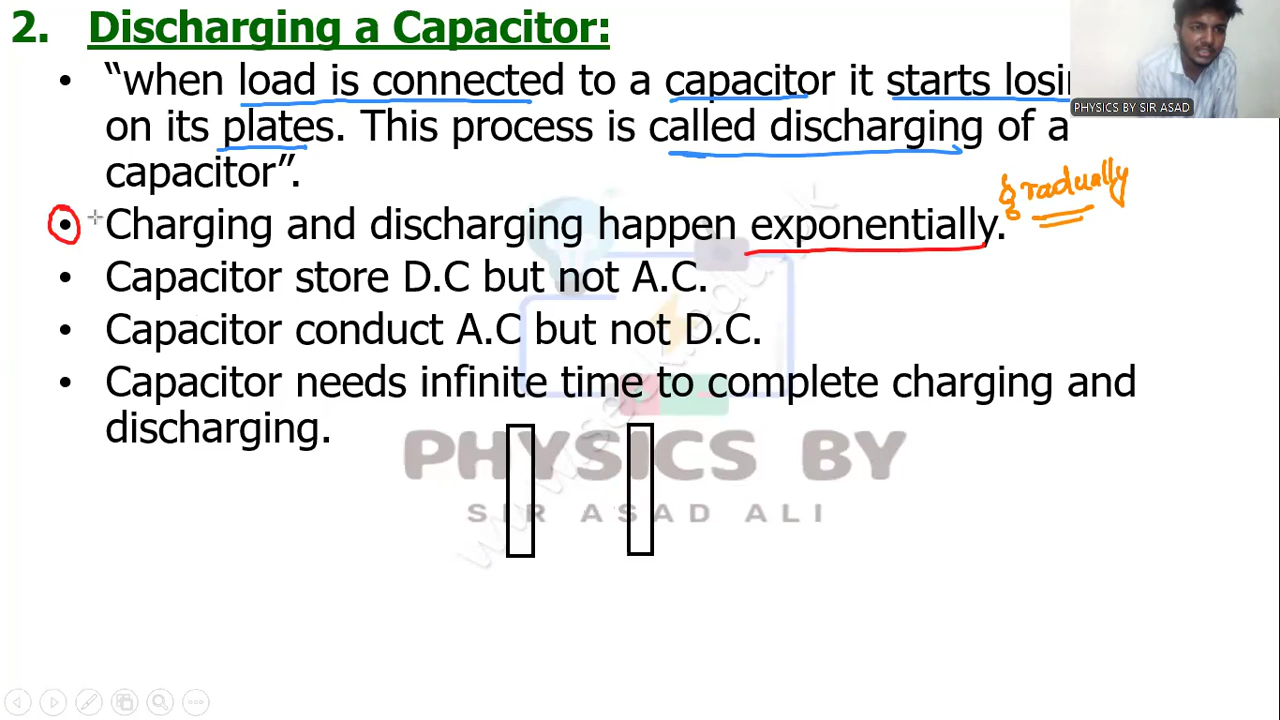 2. Discharging a Capacitor:
• “when load is connected to a capacitor it starts
PHYSICS BY SIR ASAD
on its plates. This process is called discharging of a
capacitor”.
gradually
• Charging and discharging happen exponentially.
• Capacitor store D.C but not A.C.
• Capacitor conduct A.C but not D.C.
• Capacitor needs infinite time to complete charging and
discharging.
PHYSICS BY
SIR ASAD ALI